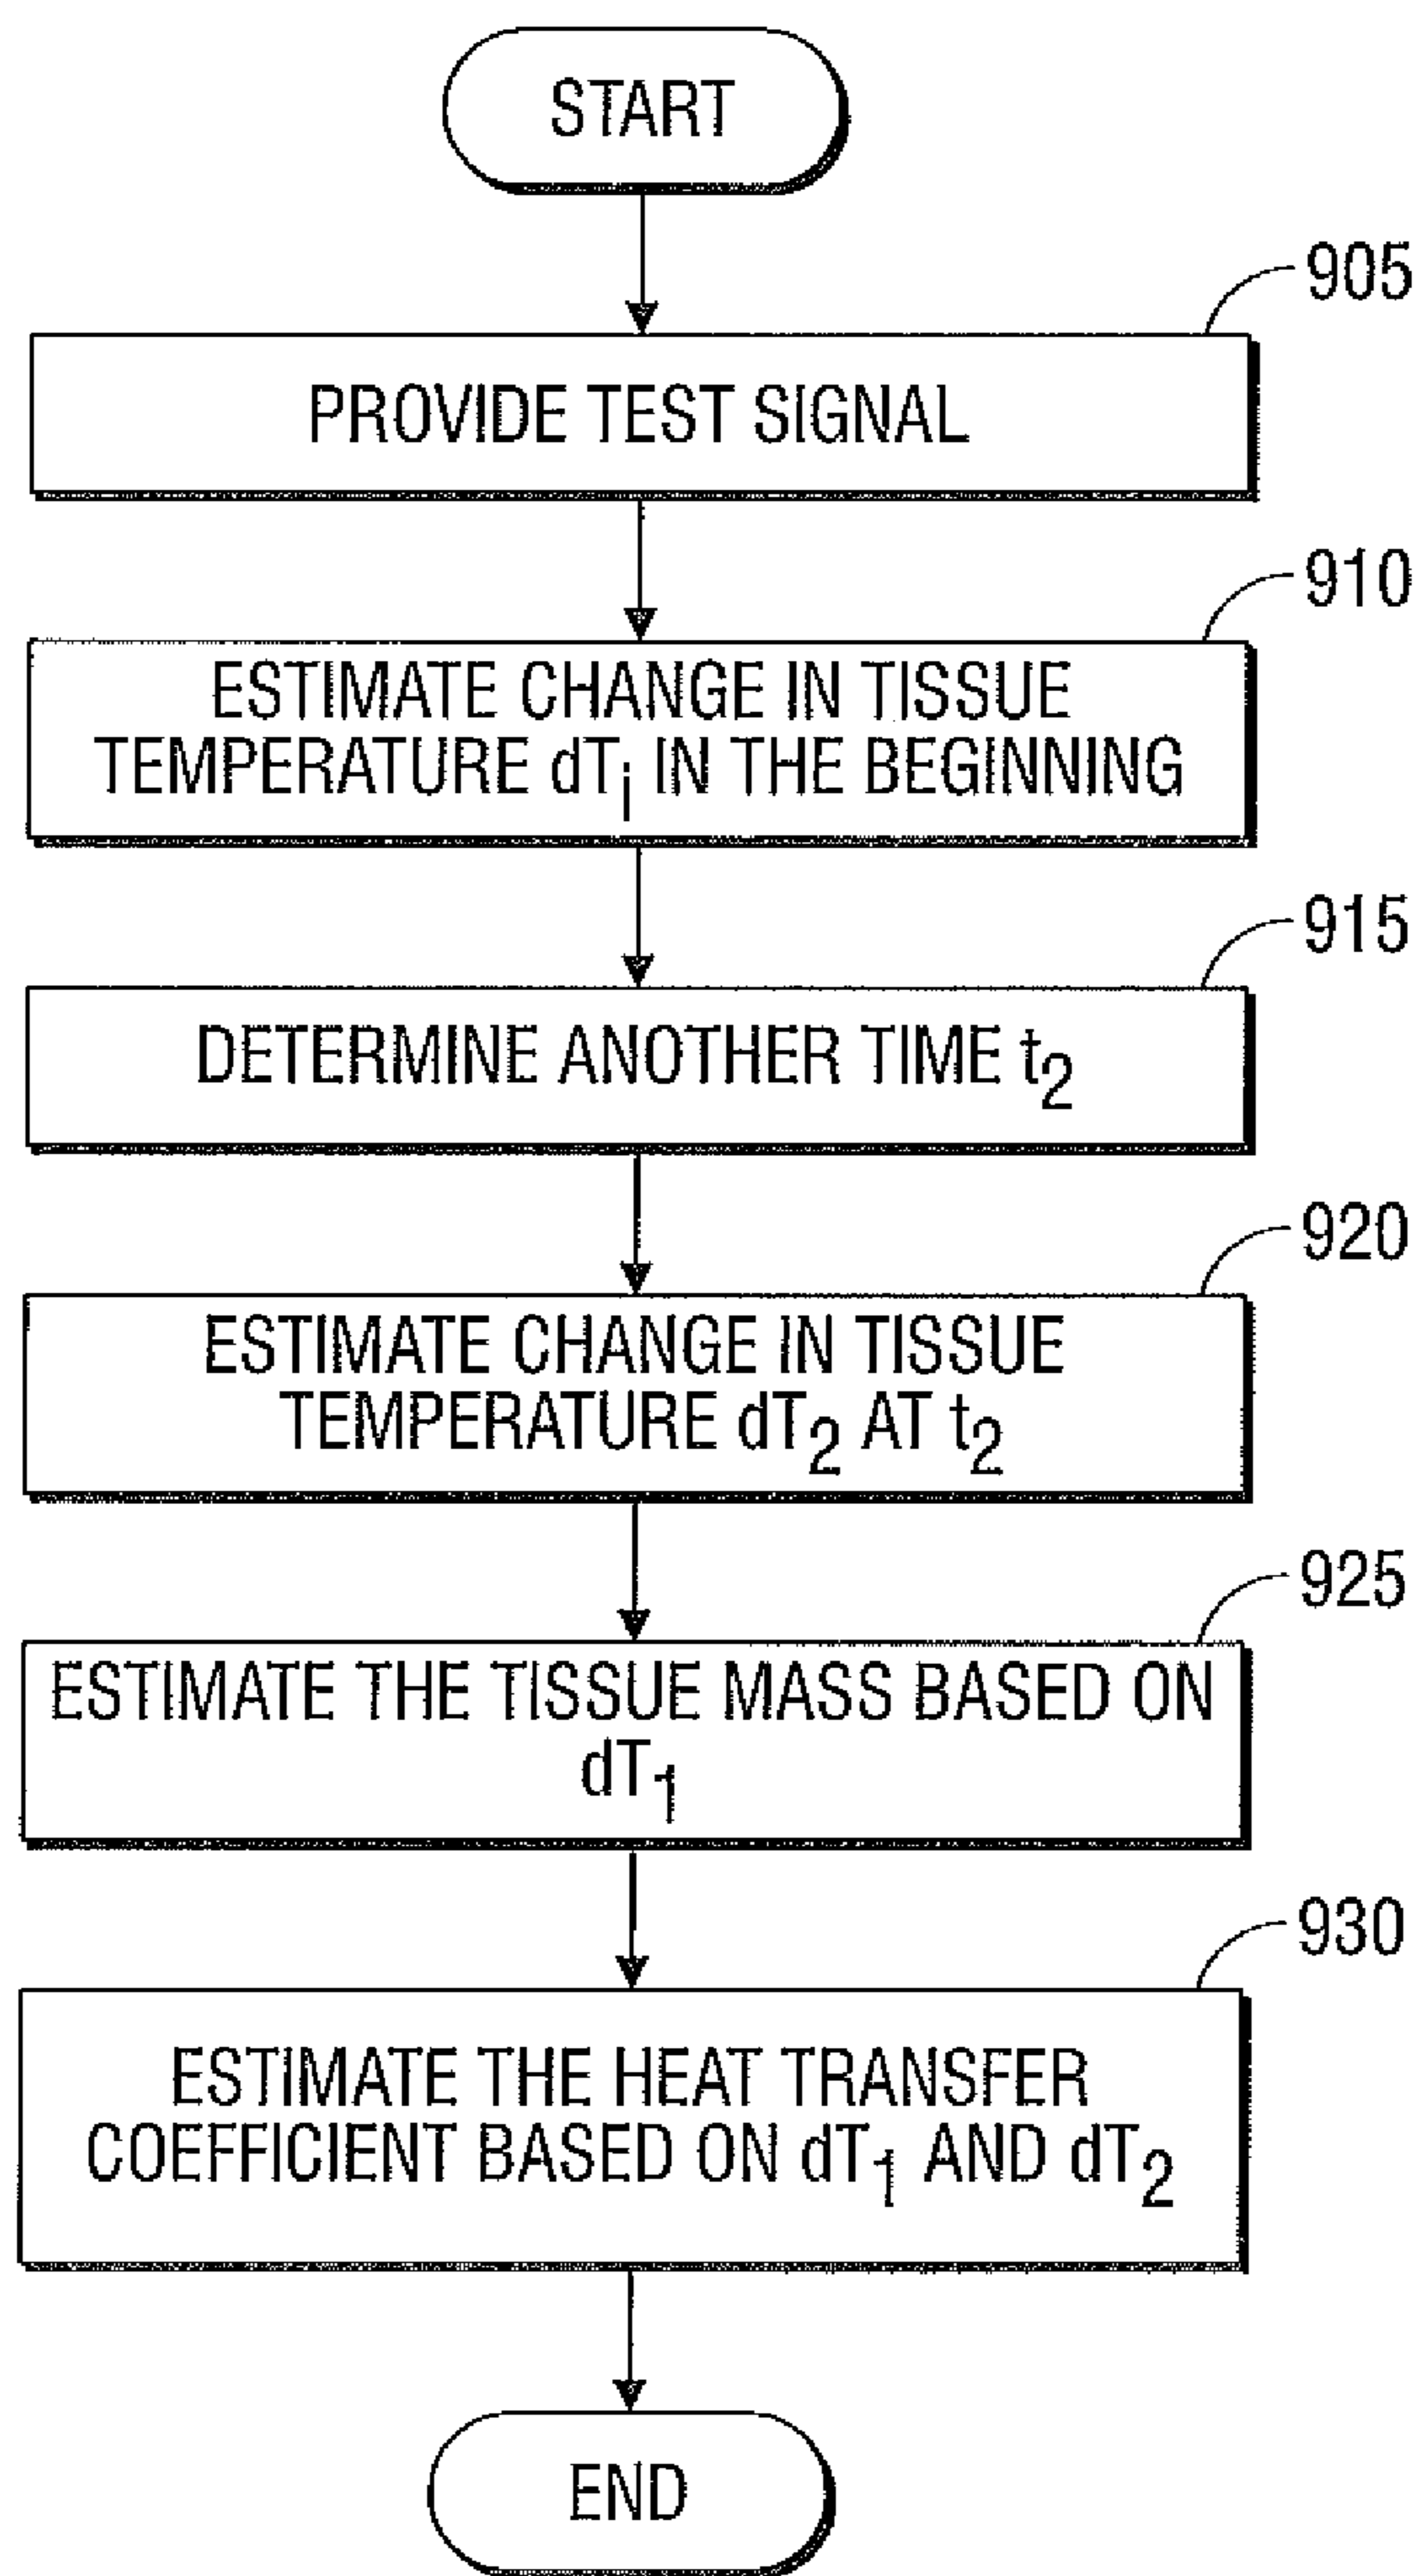 START
905
PROVIDE TEST SIGNAL
910
ESTIMATE CHANGE IN TISSUE
TEMPERATURE dTi IN THE BEGINNING
915
DETERMINE ANOTHER TIME t2
920
ESTIMATE CHANGE IN TISSUE
TEMPERATURE dT2 AT t2
925
ESTIMATE THE TISSUE MASS BASED ON
dT1
930
ESTIMATE THE HEAT TRANSFER
COEFFICIENT BASED ON dT1 AND dT2
END